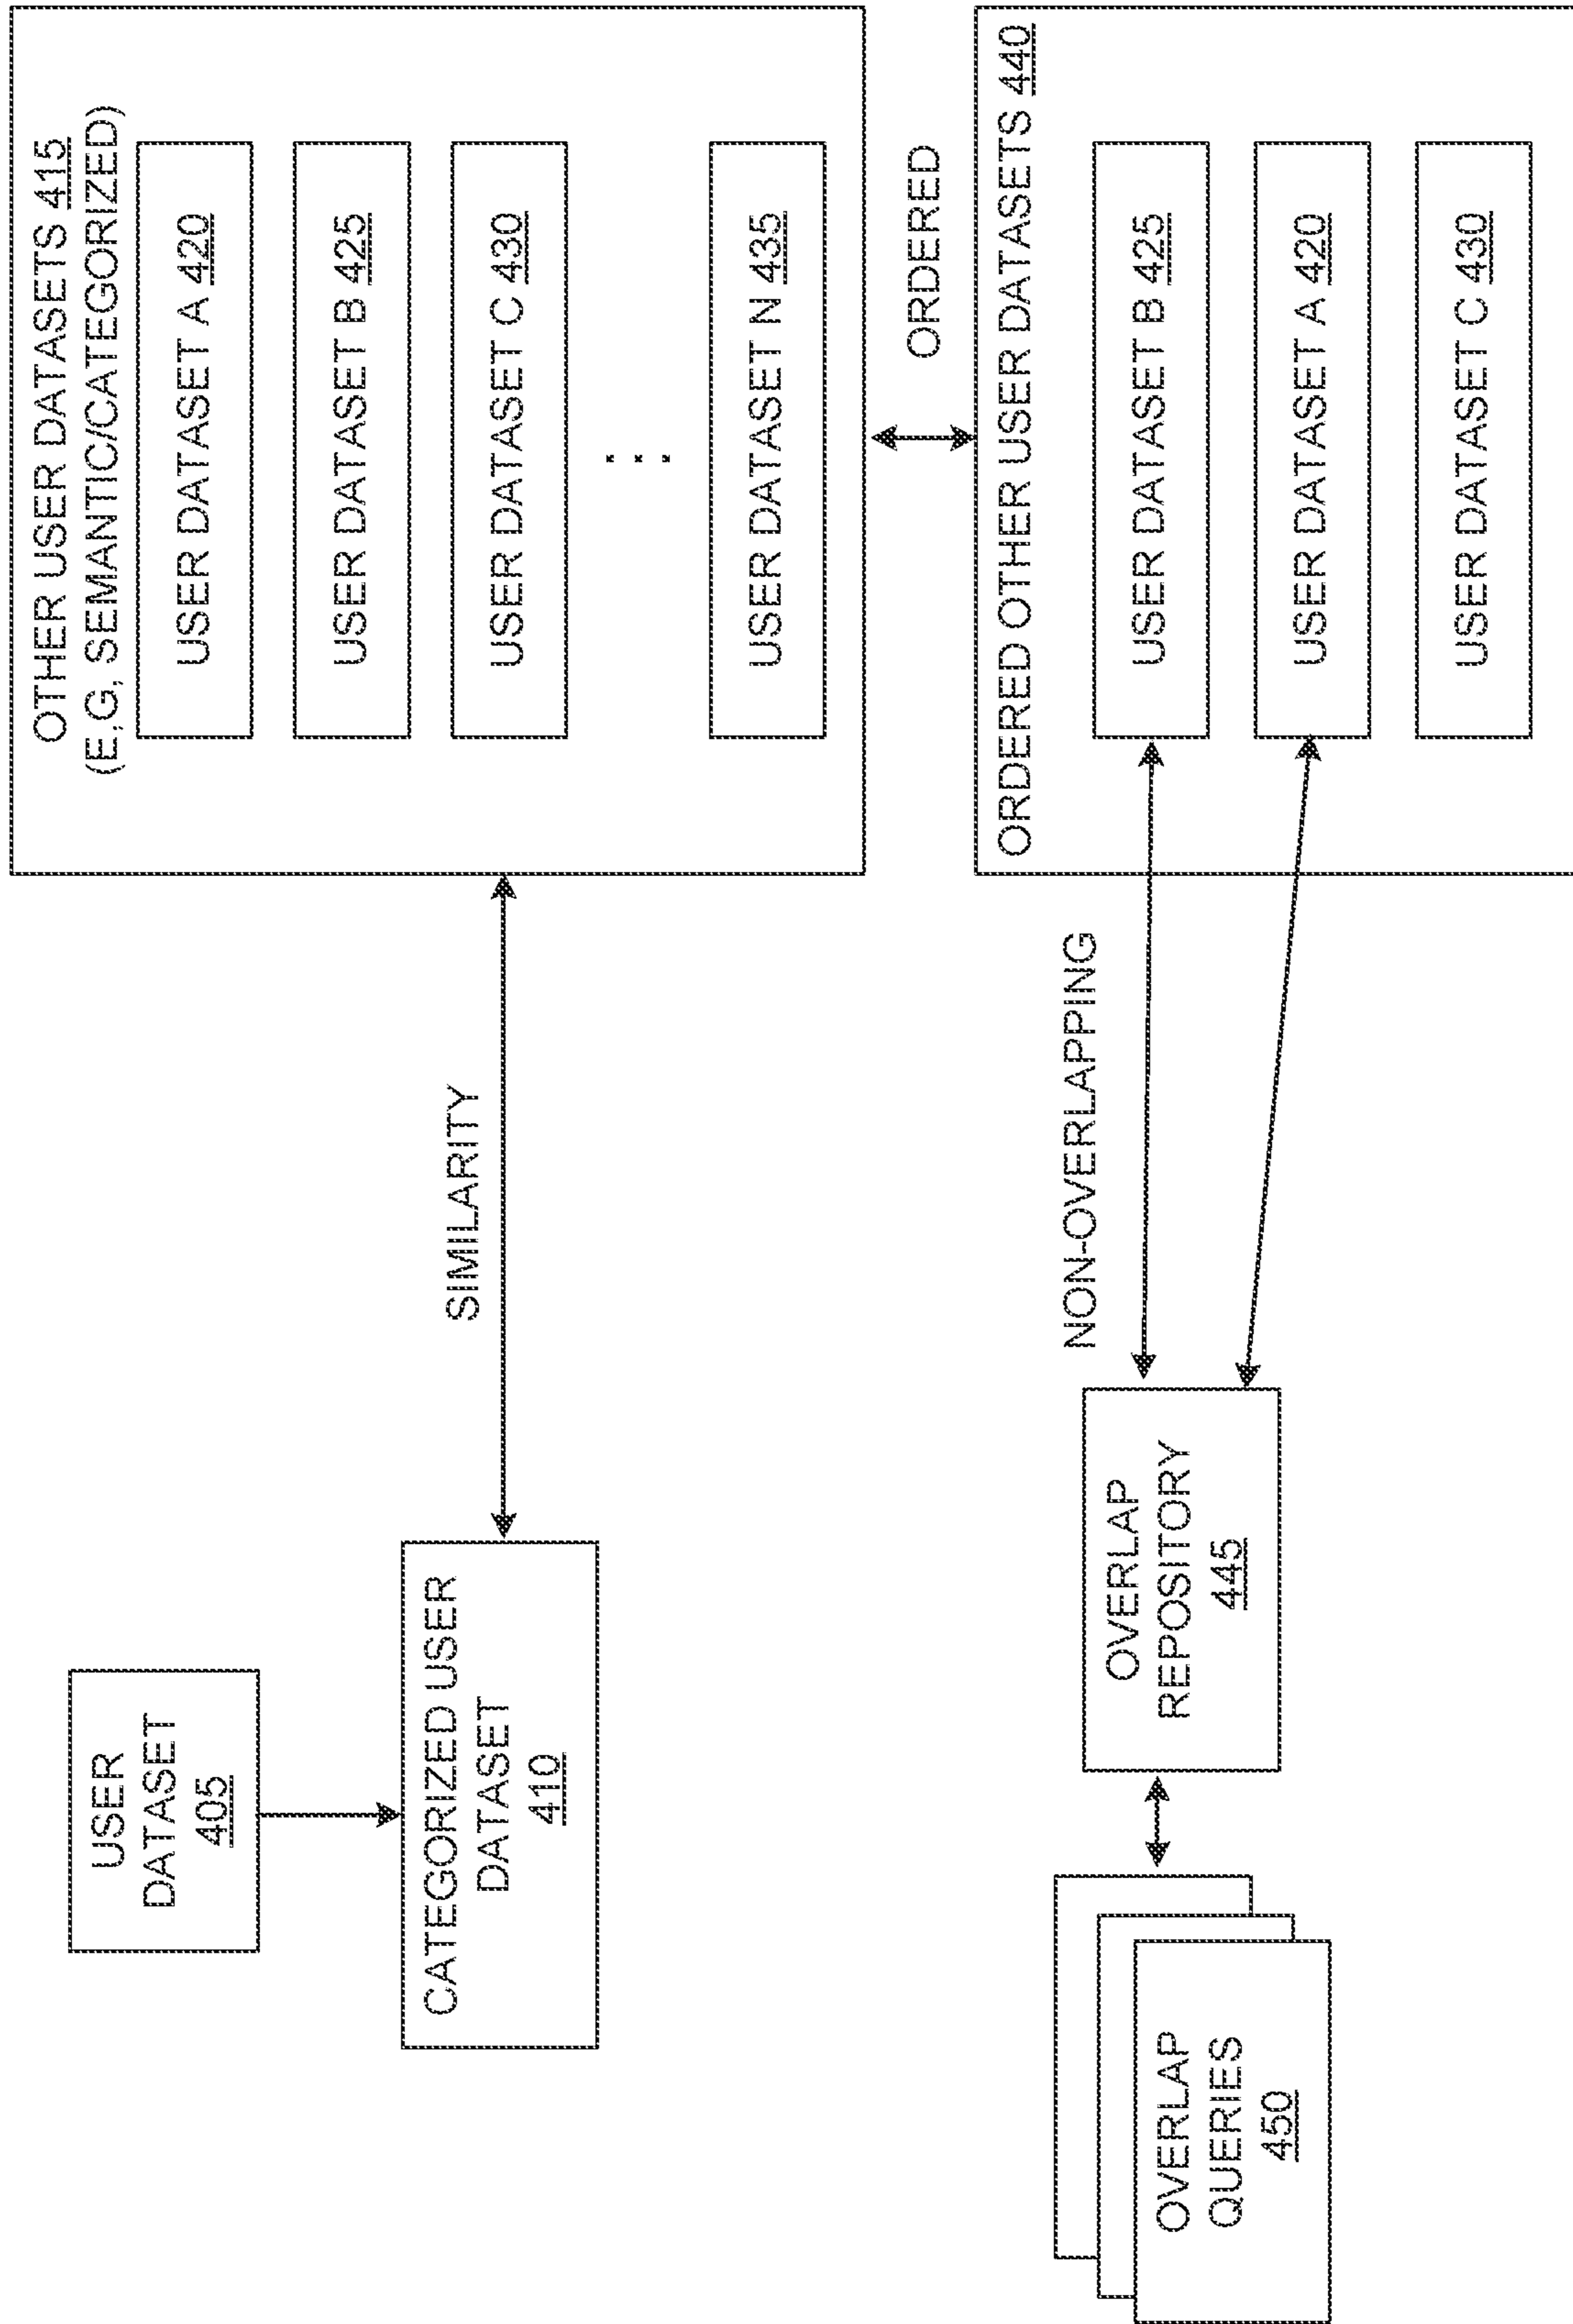 USER
DATASET
405
CATEGORIZED USER
DATASET
410
SIMILARITY
OTHER USER DATASETS 415
(E,G, SEMANTIC/CATEGORIZED)
USER DATASET A 420
USER DATASET B 425
USER DATASET C 430
. . .
USER DATASET N 435
ORDERED
ORDERED OTHER USER DATASETS 440
USER DATASET B 425
USER DATASET A 420
USER DATASET C 430
NON-OVERLAPPING
OVERLAP
REPOSITORY
445
OVERLAP
QUERIES
450